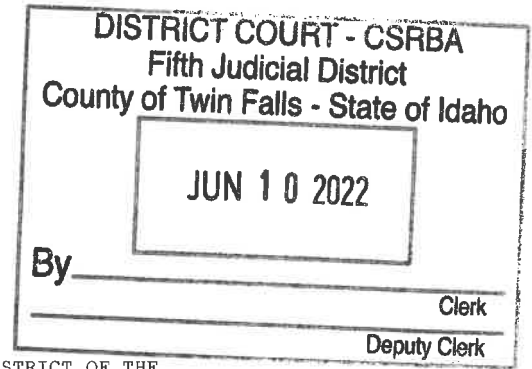 DISTRICT COURT - CSRBA
Fifth Judicial District
County of Twin Falls - State of Idaho
JUN 10 2022
By
Clerk
Deputy Clerk
STRICT OF THE